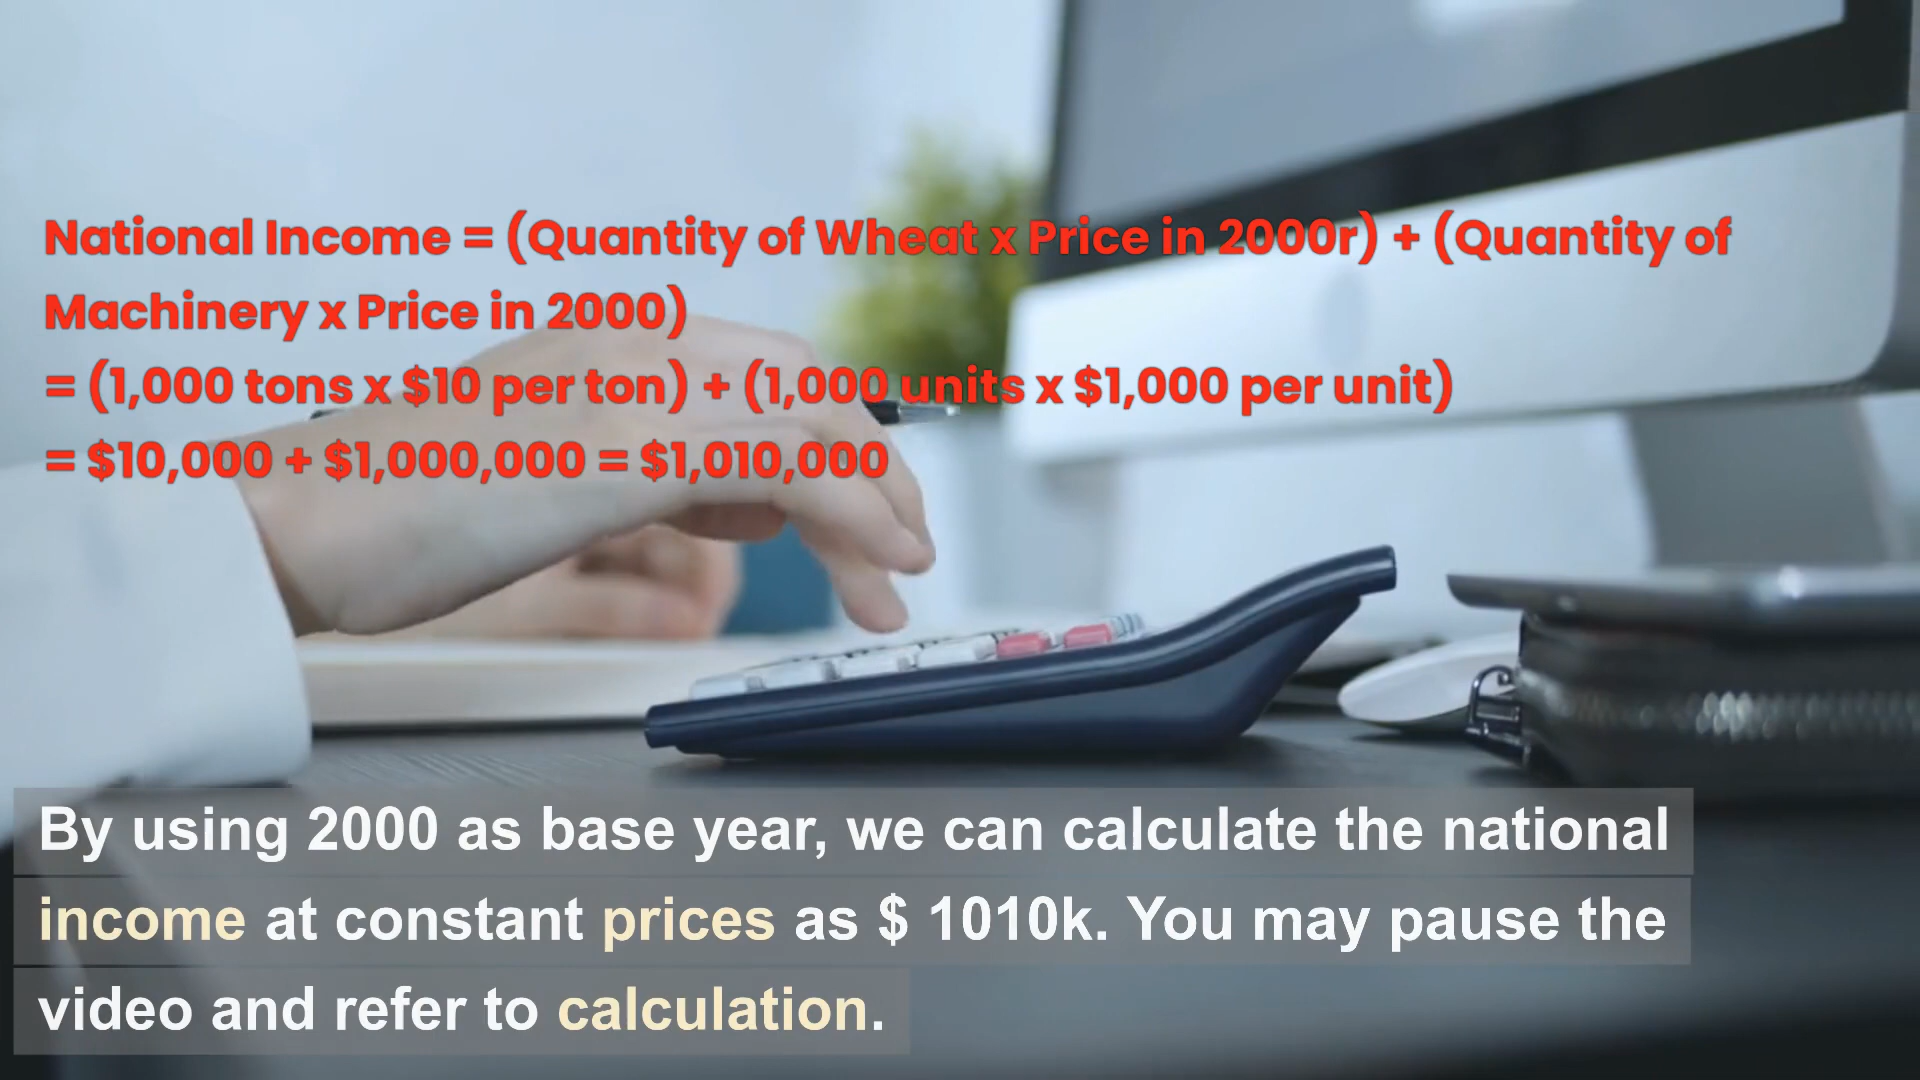 National Income = (Quantity of Wheat x Price in 2000r) + (Quantity of
Machinery x Price in 2000)
= (1,000 tons x $10 per ton) + (1,000 units x $1,000 per unit)
= $10,000 + $1,000,000 = $1,010,000
By using 2000 as base year, we can calculate the national
income at constant prices as $ 1010k. You may pause the
video and refer to calculation.